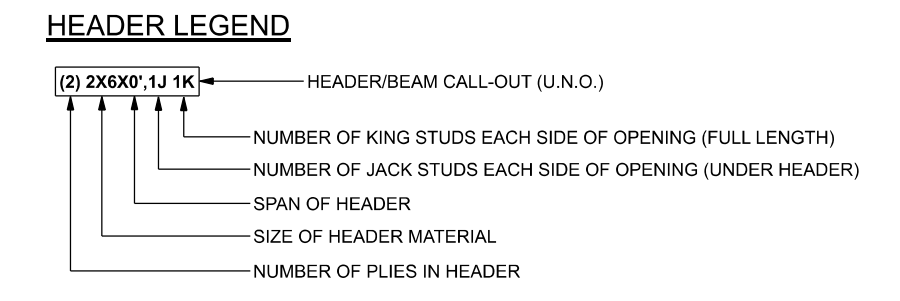 HEADER LEGEND
(2) 2X6X0',1J 1K
HEADER/BEAM CALL-OUT (U.N.O.)
NUMBER OF KING STUDS EACH SIDE OF OPENING (FULL LENGTH)
NUMBER OF JACK STUDS EACH SIDE OF OPENING (UNDER HEADER)
SPAN OF HEADER
SIZE OF HEADER MATERIAL
NUMBER OF PLIES IN HEADER